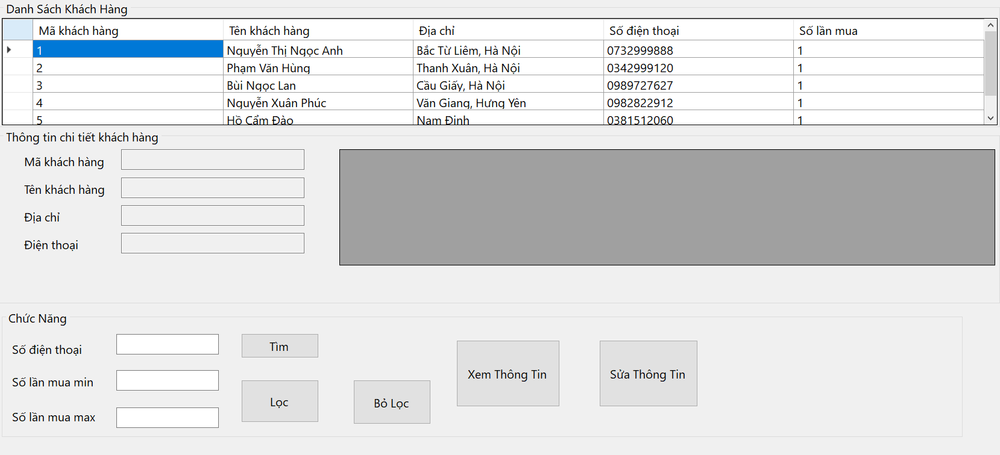 Danh Sách Khách Hàng
Mã khách hàng Tên khách hàng Địa chỉ Số điện thoại Số lần mua
1 Nguyễn Thị Ngọc Anh Bắc Từ Liêm, Hà Nội 0732999888 1
2 Phạm Văn Hùng Thanh Xuân, Hà Nội 0342999120 1
3 Bùi Ngọc Lan Cầu Giấy, Hà Nội 0989727627 1
4 Nguyễn Xuân Phúc Văn Giang, Hưng Yên 0982822912 1
5 Hồ Cẩm Đào Nam Định 0381512060 1
Thông tin chi tiết khách hàng
Mã khách hàng
Tên khách hàng
Địa chỉ
Điện thoại
Chức Năng
Số điện thoại Tìm
Số lần mua min
Số lần mua max
Lọc Bỏ Lọc Xem Thông Tin Sửa Thông Tin